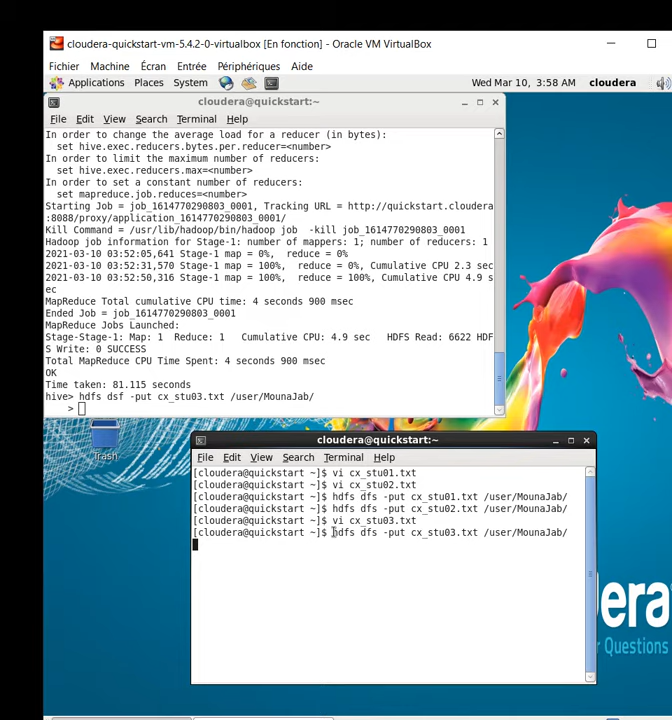 cloudera-quickstart-vm-5.4.2-0-virtualbox [En fonction] - Oracle VM VirtualBox
Fichier Machine Écran Entrée Périphériques Aide
Applications Places System Wed Mar 10, 3:58 AM cloudera
cloudera@quickstart:~
File Edit View Search Terminal Help
In order to change the average load for a reducer (in bytes):
set hive.exec.reducers.bytes.per.reducer=<number>
In order to limit the maximum number of reducers:
set hive.exec.reducers.max=<number>
In order to set a constant number of reducers:
set mapreduce.job.reduces=<number>
Starting Job = job_1614770290803_0001, Tracking URL = http://quickstart.cloudera
:8088/proxy/application_1614770290803_0001/
Kill Command = /usr/lib/hadoop/bin/hadoop job  -kill job_1614770290803_0001
Hadoop job information for Stage-1: number of mappers: 1; number of reducers: 1
2021-03-10 03:52:05,641 Stage-1 map = 0%,  reduce = 0%
2021-03-10 03:52:31,570 Stage-1 map = 100%,  reduce = 0%, Cumulative CPU 2.3 sec
2021-03-10 03:52:50,316 Stage-1 map = 100%,  reduce = 100%, Cumulative CPU 4.9 s
ec
MapReduce Total cumulative CPU time: 4 seconds 900 msec
Ended Job = job_1614770290803_0001
MapReduce Jobs Launched:
Stage-Stage-1: Map: 1  Reduce: 1   Cumulative CPU: 4.9 sec   HDFS Read: 6622 HDF
S Write: 0 SUCCESS
Total MapReduce CPU Time Spent: 4 seconds 900 msec
OK
Time taken: 81.115 seconds
hive> hdfs dsf -put cx_stu03.txt /user/MounaJab/
>
Trash
cloudera@quickstart:~
File Edit View Search Terminal Help
[cloudera@quickstart ~]$ vi cx_stu01.txt
[cloudera@quickstart ~]$ vi cx_stu02.txt
[cloudera@quickstart ~]$ hdfs dfs -put cx_stu01.txt /user/MounaJab/
[cloudera@quickstart ~]$ hdfs dfs -put cx_stu02.txt /user/MounaJab/
[cloudera@quickstart ~]$ vi cx_stu03.txt
[cloudera@quickstart ~]$ hdfs dfs -put cx_stu03.txt /user/MounaJab/
dera
Questions